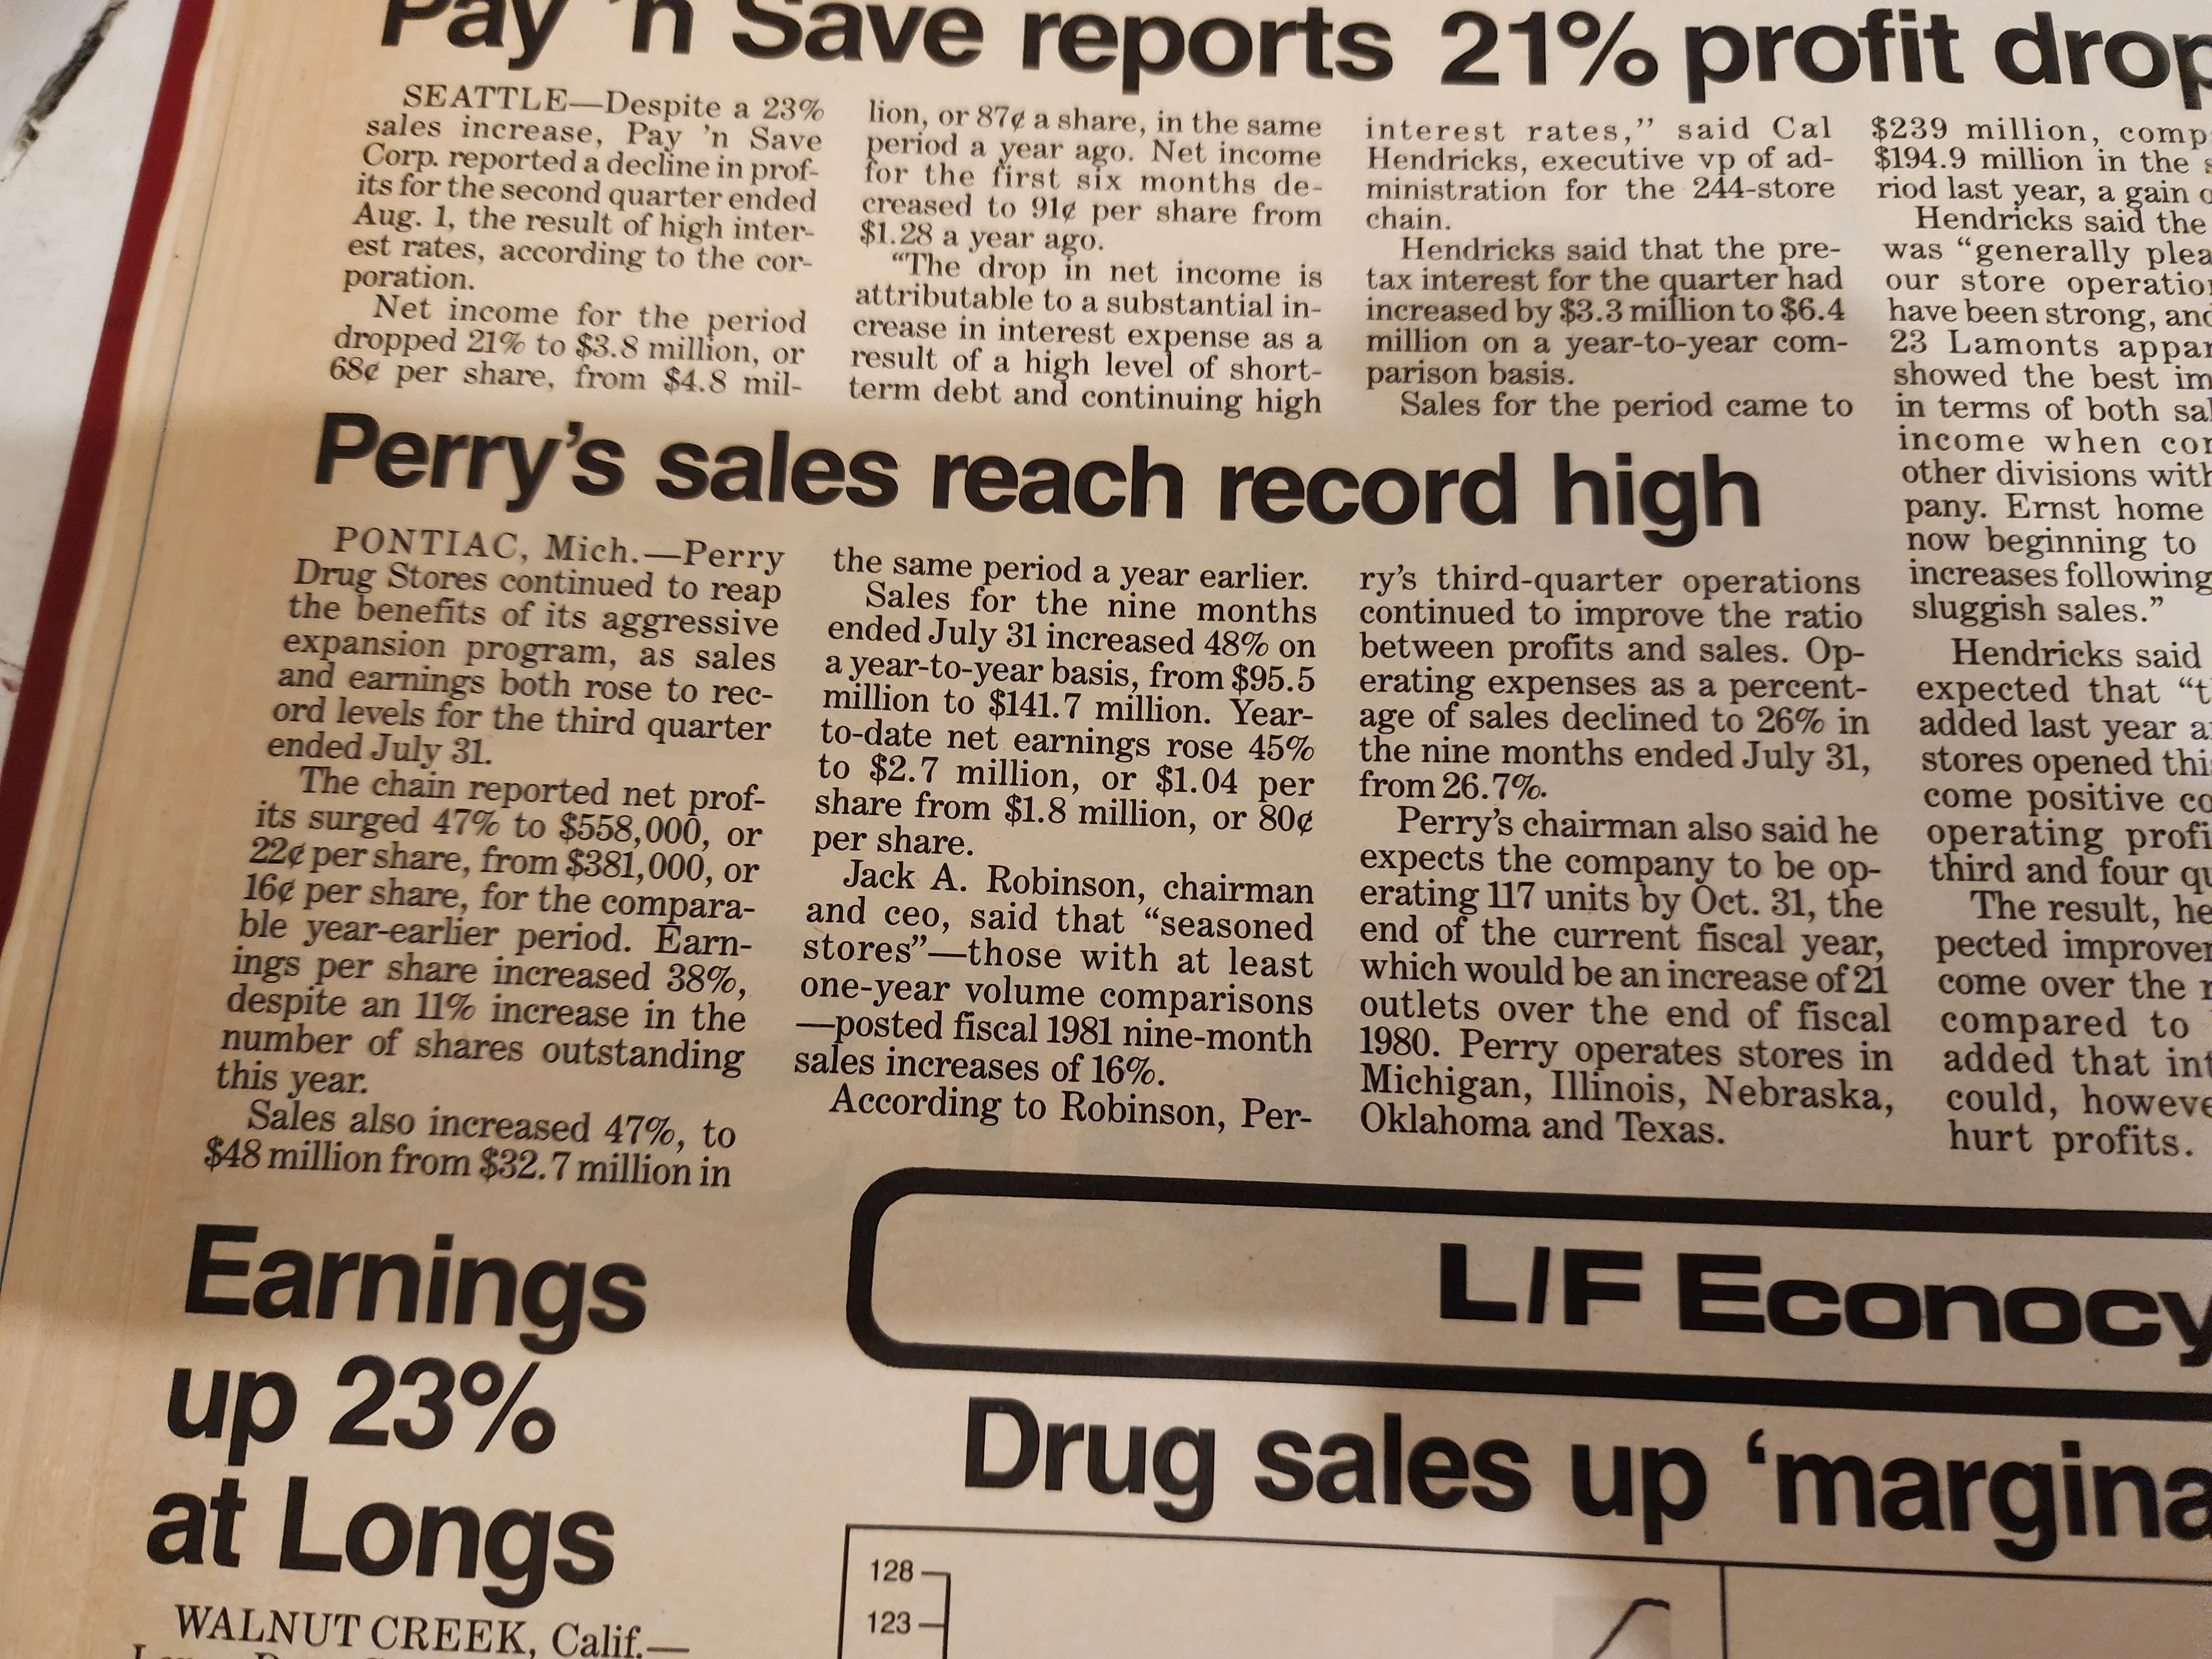 Pay 'n Save reports 21% profit drop
SEATTLE—Despite a 23%
sales increase, Pay 'n Save
Corp. reported a decline in prof-
its for the second quarter ended
Aug. 1, the result of high inter-
est rates, according to the cor-
poration.
Net income for the period
dropped 21% to $3.8 million, or
68¢ per share, from $4.8 mil-
lion, or 87¢ a share, in the same
period a year ago. Net income
for the first six months de-
creased to 91¢ per share from
$1.28 a year ago.
“The drop in net income is
attributable to a substantial in-
crease in interest expense as a
result of a high level of short-
term debt and continuing high
interest rates,” said Cal
Hendricks, executive vp of ad-
ministration for the 244-store
chain.
Hendricks said that the pre-
tax interest for the quarter had
increased by $3.3 million to $6.4
million on a year-to-year com-
parison basis.
Sales for the period came to
$239 million, comp
$194.9 million in the s
riod last year, a gain o
Hendricks said the
was “generally plea
our store operation
have been strong, and
23 Lamonts appar
showed the best im
in terms of both sal
income when com
other divisions with
pany. Ernst home
now beginning to
increases following
sluggish sales.”
Hendricks said
expected that “t
added last year a
stores opened thi
come positive co
operating profi
third and four qu
The result, he
pected improve
come over the r
compared to
added that int
could, howeve
hurt profits.
Perry's sales reach record high
PONTIAC, Mich.—Perry
Drug Stores continued to reap
the benefits of its aggressive
expansion program, as sales
and earnings both rose to rec-
ord levels for the third quarter
ended July 31.
The chain reported net prof-
its surged 47% to $558,000, or
22¢ per share, from $381,000, or
16¢ per share, for the compara-
ble year-earlier period. Earn-
ings per share increased 38%,
despite an 11% increase in the
number of shares outstanding
this year.
Sales also increased 47%, to
$48 million from $32.7 million in
the same period a year earlier.
Sales for the nine months
ended July 31 increased 48% on
a year-to-year basis, from $95.5
million to $141.7 million. Year-
to-date net earnings rose 45%
to $2.7 million, or $1.04 per
share from $1.8 million, or 80¢
per share.
Jack A. Robinson, chairman
and ceo, said that “seasoned
stores”—those with at least
one-year volume comparisons
—posted fiscal 1981 nine-month
sales increases of 16%.
According to Robinson, Per-
ry's third-quarter operations
continued to improve the ratio
between profits and sales. Op-
erating expenses as a percent-
age of sales declined to 26% in
the nine months ended July 31,
from 26.7%.
Perry's chairman also said he
expects the company to be op-
erating 117 units by Oct. 31, the
end of the current fiscal year,
which would be an increase of 21
outlets over the end of fiscal
1980. Perry operates stores in
Michigan, Illinois, Nebraska,
Oklahoma and Texas.
Earnings
up 23%
at Longs
WALNUT CREEK, Calif.—
L/F Econocy
Drug sales up ‘margina
128
123